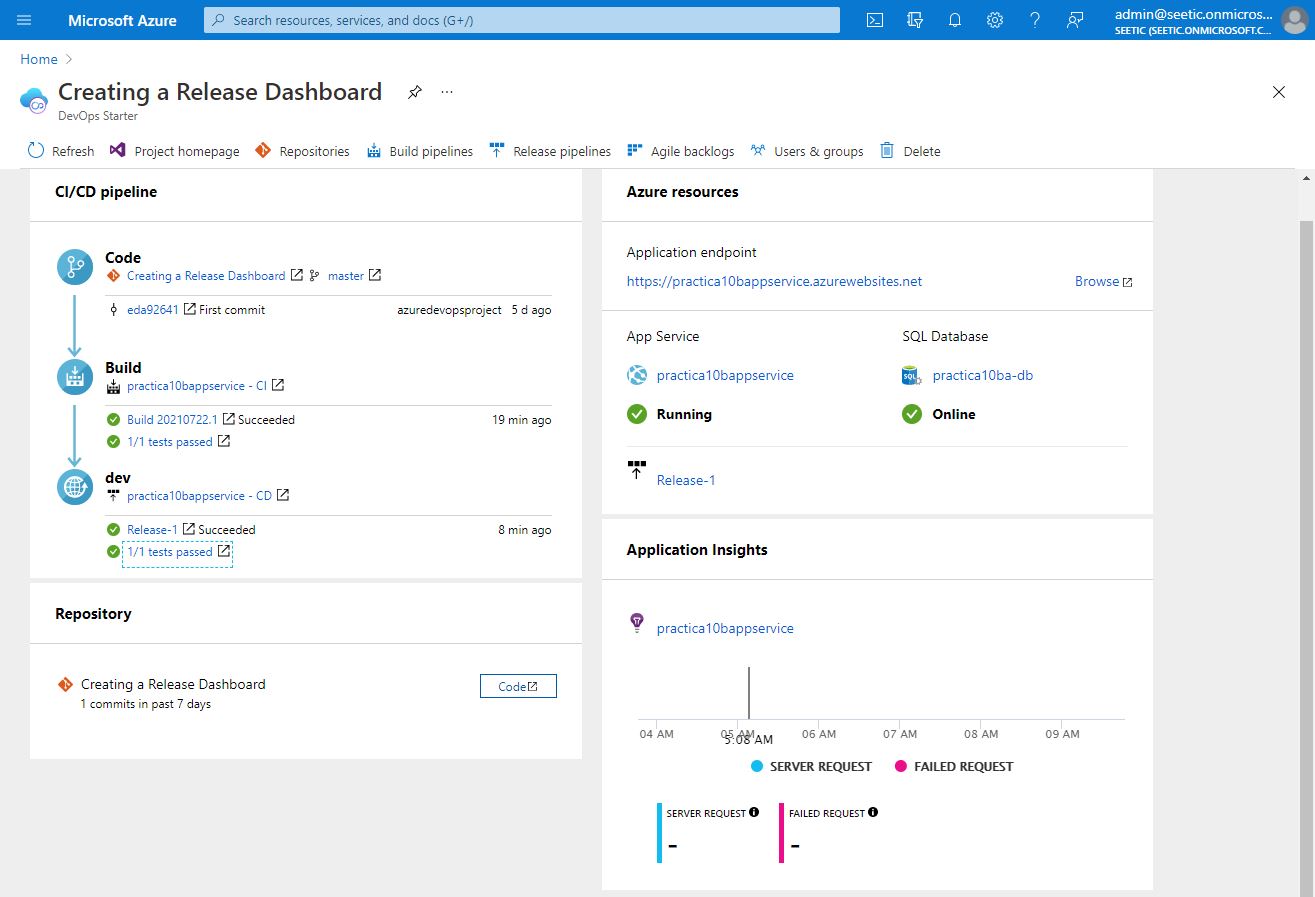 Microsoft Azure
Search resources, services, and docs (G+/)
admin@seetic.onmicros...
SEETIC (SEETIC.ONMICROSOFT.C...
Home
Creating a Release Dashboard ...
DevOps Starter
Refresh Project homepage Repositories Build pipelines Release pipelines Agile backlogs Users & groups Delete
CI/CD pipeline
Code
Creating a Release Dashboard master
eda92641 First commit azuredevopsproject 5 d ago
Build
practica10bappservice - CI
Build 20210722.1 Succeeded 19 min ago
1/1 tests passed
dev
practica10bappservice - CD
Release-1 Succeeded 8 min ago
1/1 tests passed
Repository
Creating a Release Dashboard
1 commits in past 7 days
Code
Azure resources
Application endpoint
https://practica10bappservice.azurewebsites.net Browse
App Service SQL Database
practica10bappservice practica10ba-db
Running Online
Release-1
Application Insights
practica10bappservice
04 AM 05 AM 06 AM 07 AM 08 AM 09 AM
5:08 AM
SERVER REQUEST FAILED REQUEST
SERVER REQUEST FAILED REQUEST
- -